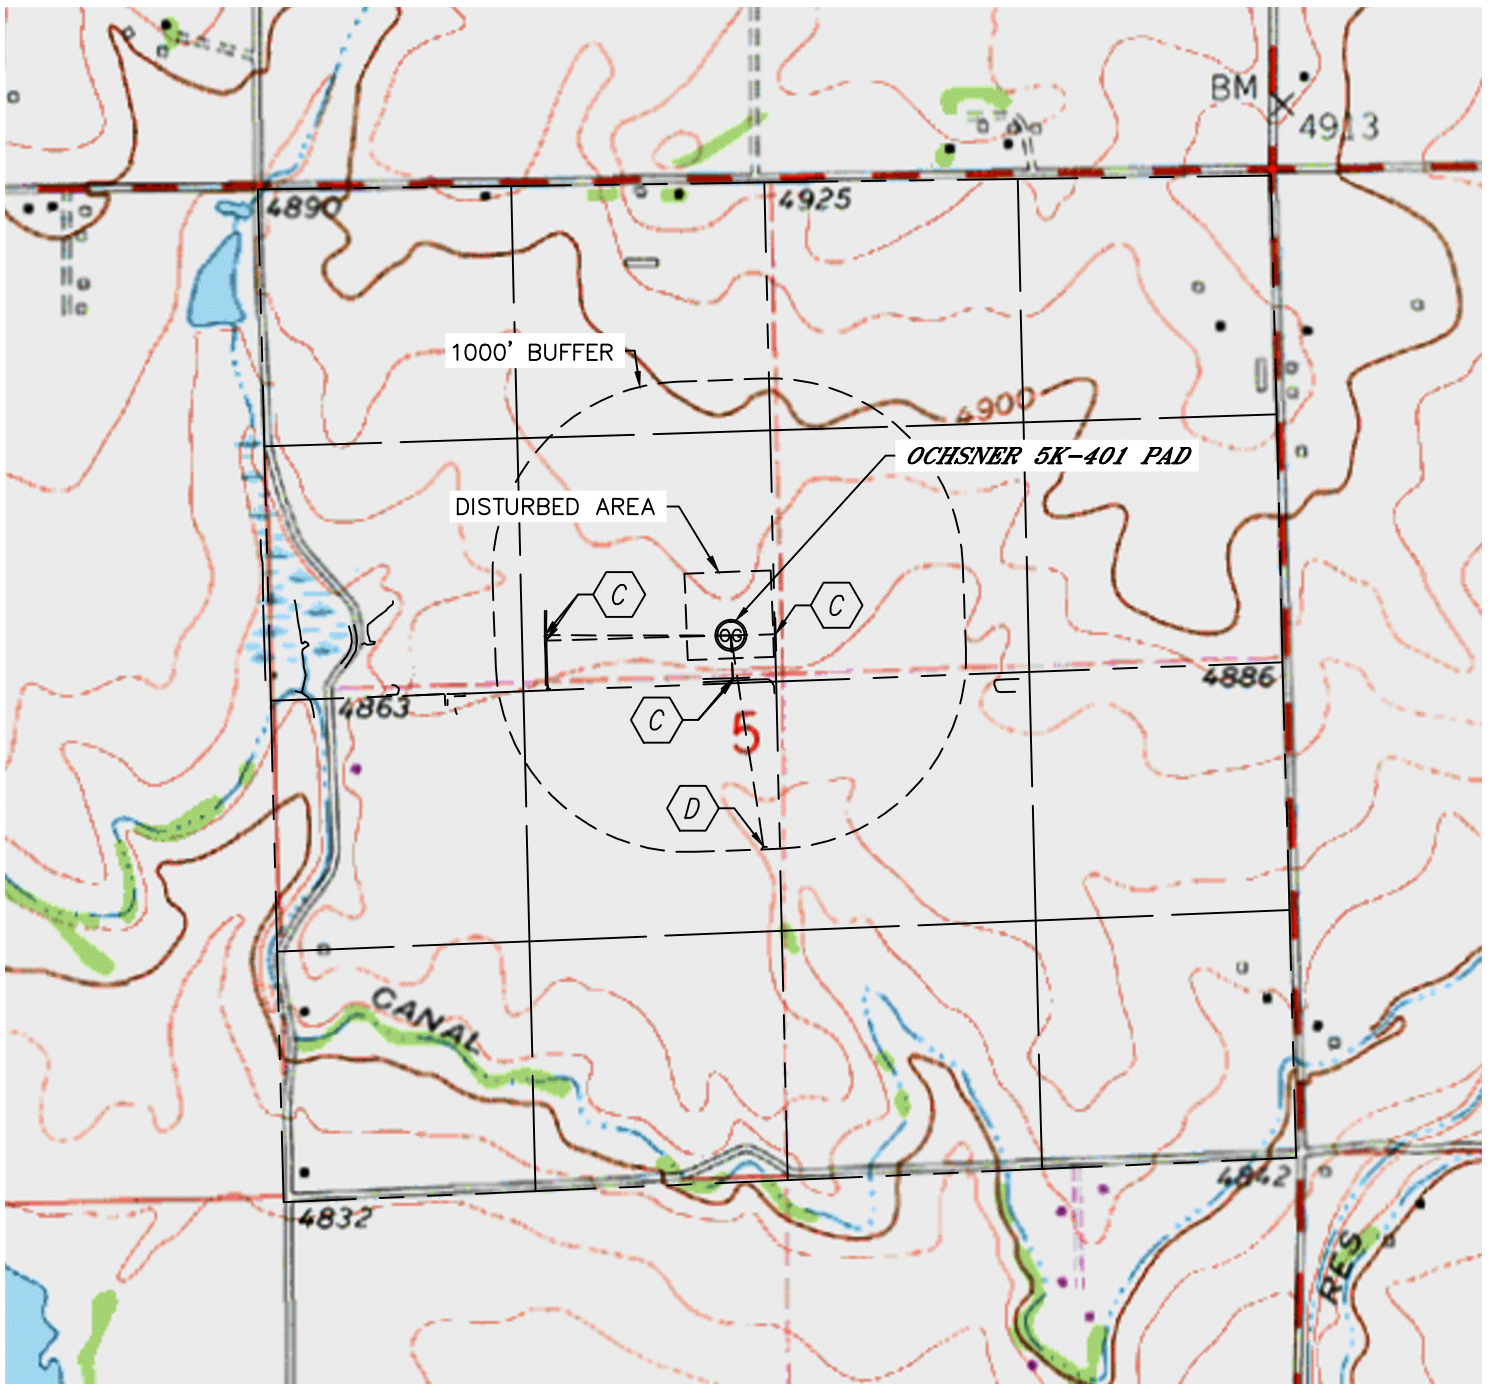 BM
4913
4890
4925
1000' BUFFER
4900
OCHSNER 5K-401 PAD
DISTURBED AREA
C
C
OG
4886
4863
C
5
D
CANAL
4842
4832
RES